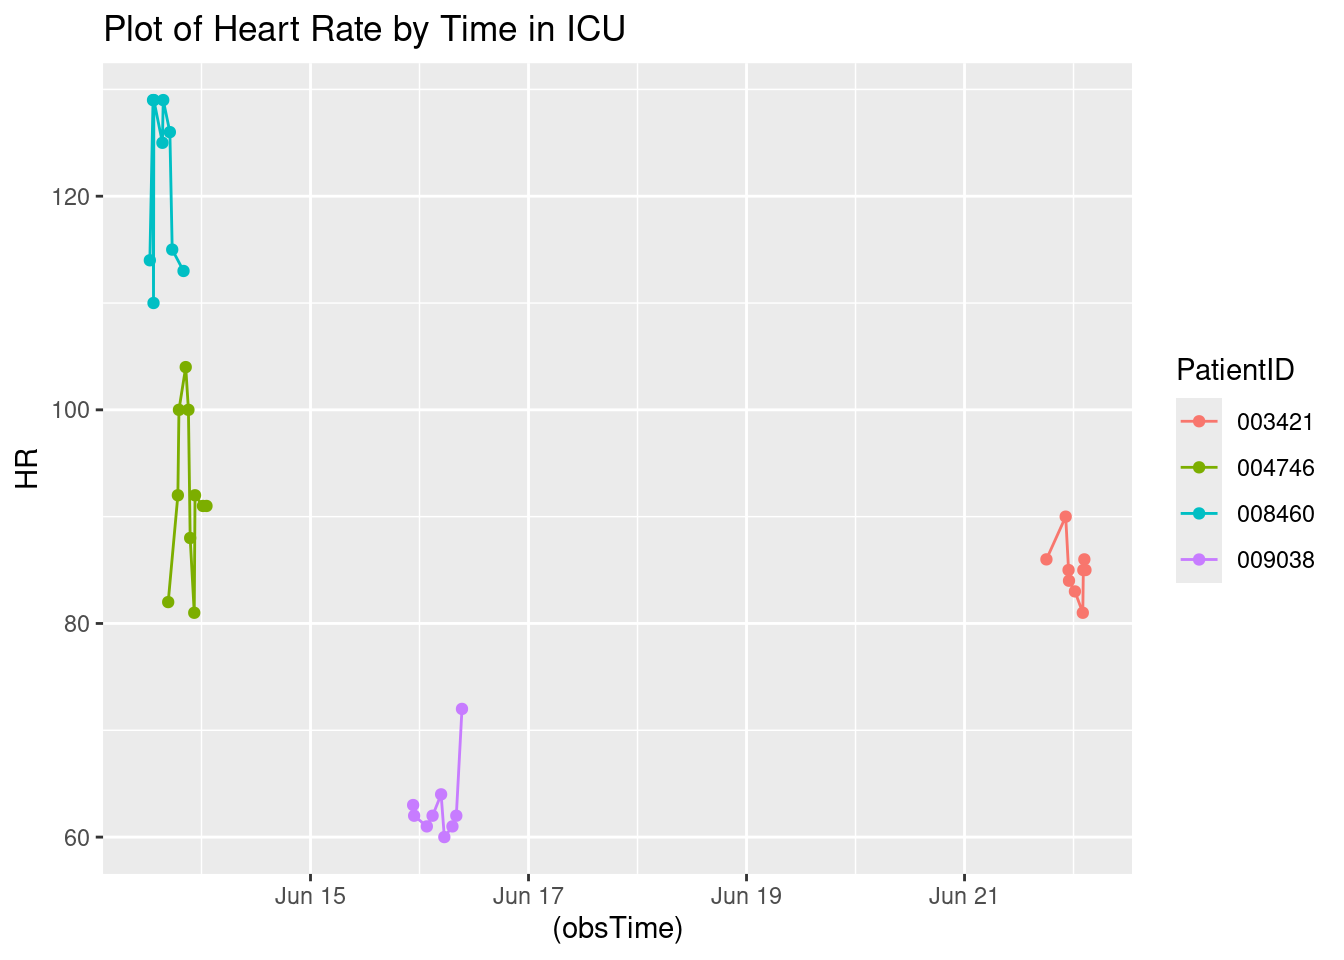 Plot of Heart Rate by Time in ICU
120
100
80
60
HR
Jun 15
Jun 17
Jun 19
Jun 21
(obsTime)
PatientID
003421
004746
008460
009038